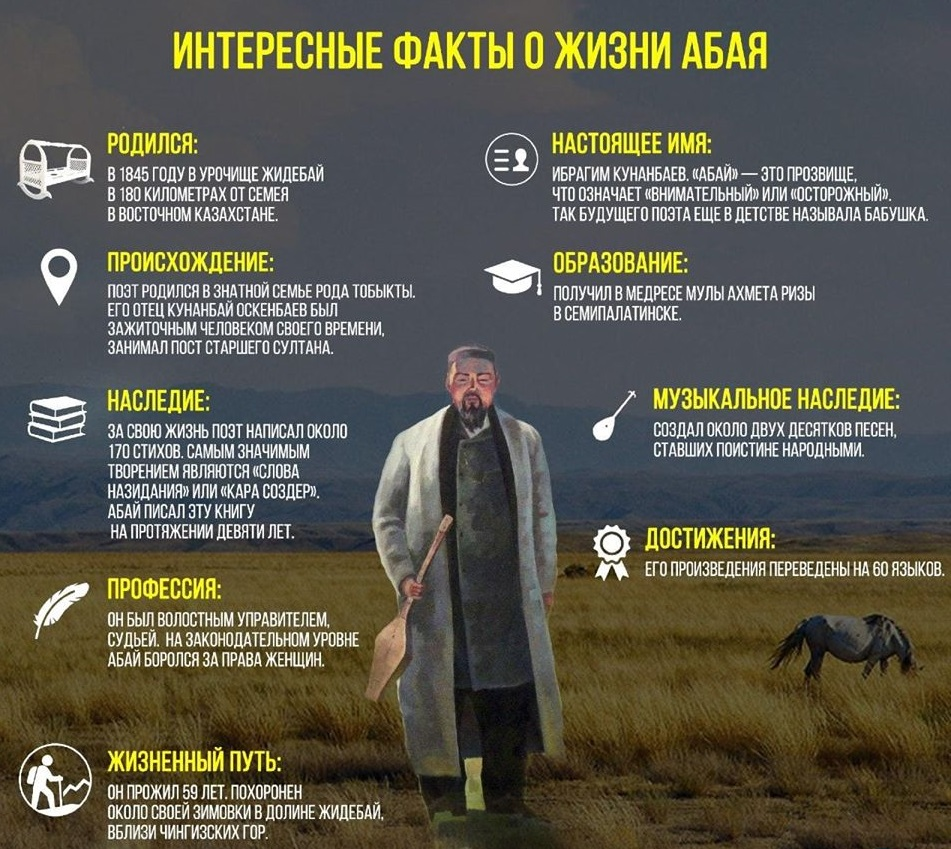 ИНТЕРЕСНЫЕ ФАКТЫ О ЖИЗНИ АБАЯ
РОДИЛСЯ:
В 1845 ГОДУ В УРОЧИЩЕ ЖИДЕБАЙ
В 180 КИЛОМЕТРАХ ОТ СЕМЕЯ
В ВОСТОЧНОМ КАЗАХСТАНЕ.
НАСТОЯЩЕЕ ИМЯ:
ИБРАГИМ КУНАНБАЕВ. «АБАЙ» — ЭТО ПРОЗВИЩЕ,
ЧТО ОЗНАЧАЕТ «ВНИМАТЕЛЬНЫЙ» ИЛИ «ОСТОРОЖНЫЙ».
ТАК БУДУЩЕГО ПОЭТА ЕЩЕ В ДЕТСТВЕ НАЗЫВАЛА БАБУШКА.
ПРОИСХОЖДЕНИЕ:
ПОЭТ РОДИЛСЯ В ЗНАТНОЙ СЕМЬЕ РОДА ТОБЫКТЫ.
ЕГО ОТЕЦ КУНАНБАЙ ОСКЕНБАЕВ БЫЛ
ЗАЖИТОЧНЫМ ЧЕЛОВЕКОМ СВОЕГО ВРЕМЕНИ,
ЗАНИМАЛ ПОСТ СТАРШЕГО СУЛТАНА.
ОБРАЗОВАНИЕ:
ПОЛУЧИЛ В МЕДРЕСЕ МУЛЫ АХМЕТА РИЗЫ
В СЕМИПАЛАТИНСКЕ.
НАСЛЕДИЕ:
ЗА СВОЮ ЖИЗНЬ ПОЭТ НАПИСАЛ ОКОЛО
170 СТИХОВ. САМЫМ ЗНАЧИМЫМ
ТВОРЕНИЕМ ЯВЛЯЮТСЯ «СЛОВА
НАЗИДАНИЯ» ИЛИ «КАРА СОЗДЕР».
АБАЙ ПИСАЛ ЭТУ КНИГУ
НА ПРОТЯЖЕНИИ ДЕВЯТИ ЛЕТ.
МУЗЫКАЛЬНОЕ НАСЛЕДИЕ:
СОЗДАЛ ОКОЛО ДВУХ ДЕСЯТКОВ ПЕСЕН,
СТАВШИХ ПОИСТИНЕ НАРОДНЫМИ.
ДОСТИЖЕНИЯ:
ЕГО ПРОИЗВЕДЕНИЯ ПЕРЕВЕДЕНЫ НА 60 ЯЗЫКОВ.
ПРОФЕССИЯ:
ОН БЫЛ ВОЛОСТНЫМ УПРАВИТЕЛЕМ,
СУДЬЕЙ. НА ЗАКОНОДАТЕЛЬНОМ УРОВНЕ
АБАЙ БОРОЛСЯ ЗА ПРАВА ЖЕНЩИН.
ЖИЗНЕННЫЙ ПУТЬ:
ОН ПРОЖИЛ 59 ЛЕТ. ПОХОРОНЕН
ОКОЛО СВОЕЙ ЗИМОВКИ В ДОЛИНЕ ЖИДЕБАЙ,
ВБЛИЗИ ЧИНГИЗСКИХ ГОР.